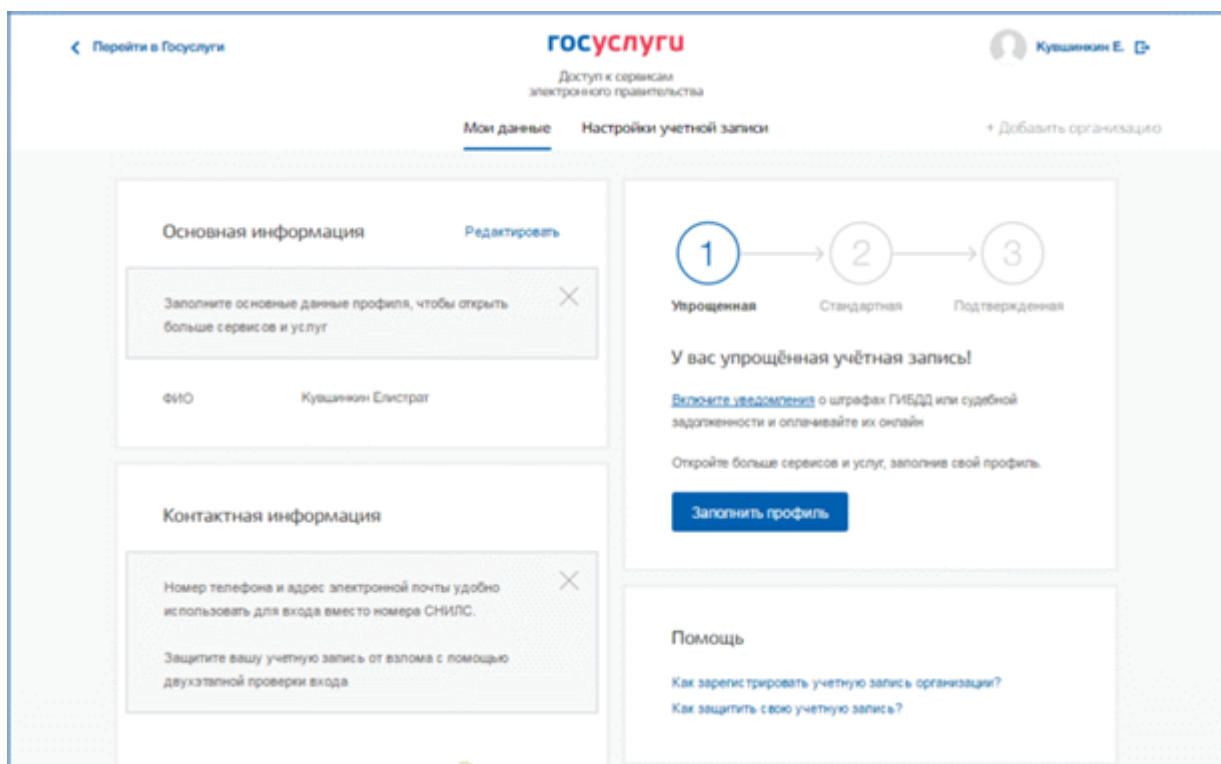 Перейти в Госуслуги
госуслуги
Кувшинкин Е.
Доступ к сервисам
электронного правительства
Мои данные
Настройки учетной записи
+ Добавить организацию
Основная информация
Редактировать
Заполните основные данные профиля, чтобы открыть
больше сервисов и услуг
ФИО
Кувшинкин Елистрат
Контактная информация
Номер телефона и адрес электронной почты удобно
использовать для входа вместо номера СНИЛС.
Защитите вашу учетную запись от взлома с помощью
двухэтапной проверки входа
1
2
3
Упрощенная
Стандартная
Подтвержденная
У вас упрощённая учётная запись!
Включите уведомления о штрафах ГИБДД или судебной
задолженности и оплачивайте их онлайн
Откройте больше сервисов и услуг, заполнив свой профиль.
Заполнить профиль
Помощь
Как зарегистрировать учетную запись организации?
Как защитить свою учетную запись?